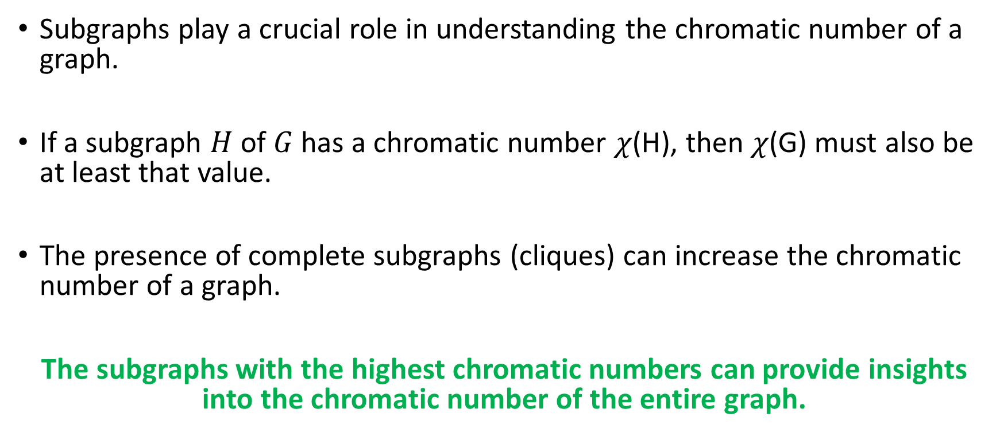 • Subgraphs play a crucial role in understanding the chromatic number of a
graph.
• If a subgraph 𝐻 of 𝐺 has a chromatic number 𝜒(H), then 𝜒(G) must also be
at least that value.
• The presence of complete subgraphs (cliques) can increase the chromatic
number of a graph.
The subgraphs with the highest chromatic numbers can provide insights
into the chromatic number of the entire graph.